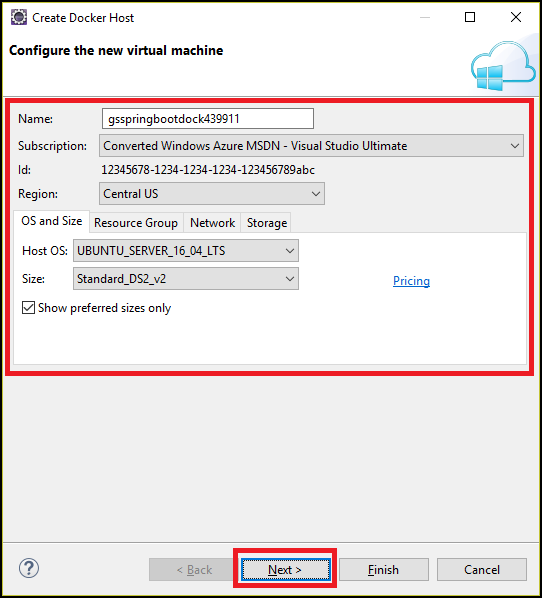 Create Docker Host
Configure the new virtual machine
Name: gsspringbootdock439911
Subscription: Converted Windows Azure MSDN - Visual Studio Ultimate
Id: 12345678-1234-1234-1234-123456789abc
Region: Central US
OS and Size Resource Group Network Storage
Host OS: UBUNTU_SERVER_16_04_LTS
Size: Standard_DS2_v2 Pricing
Show preferred sizes only
? < Back Next > Finish Cancel